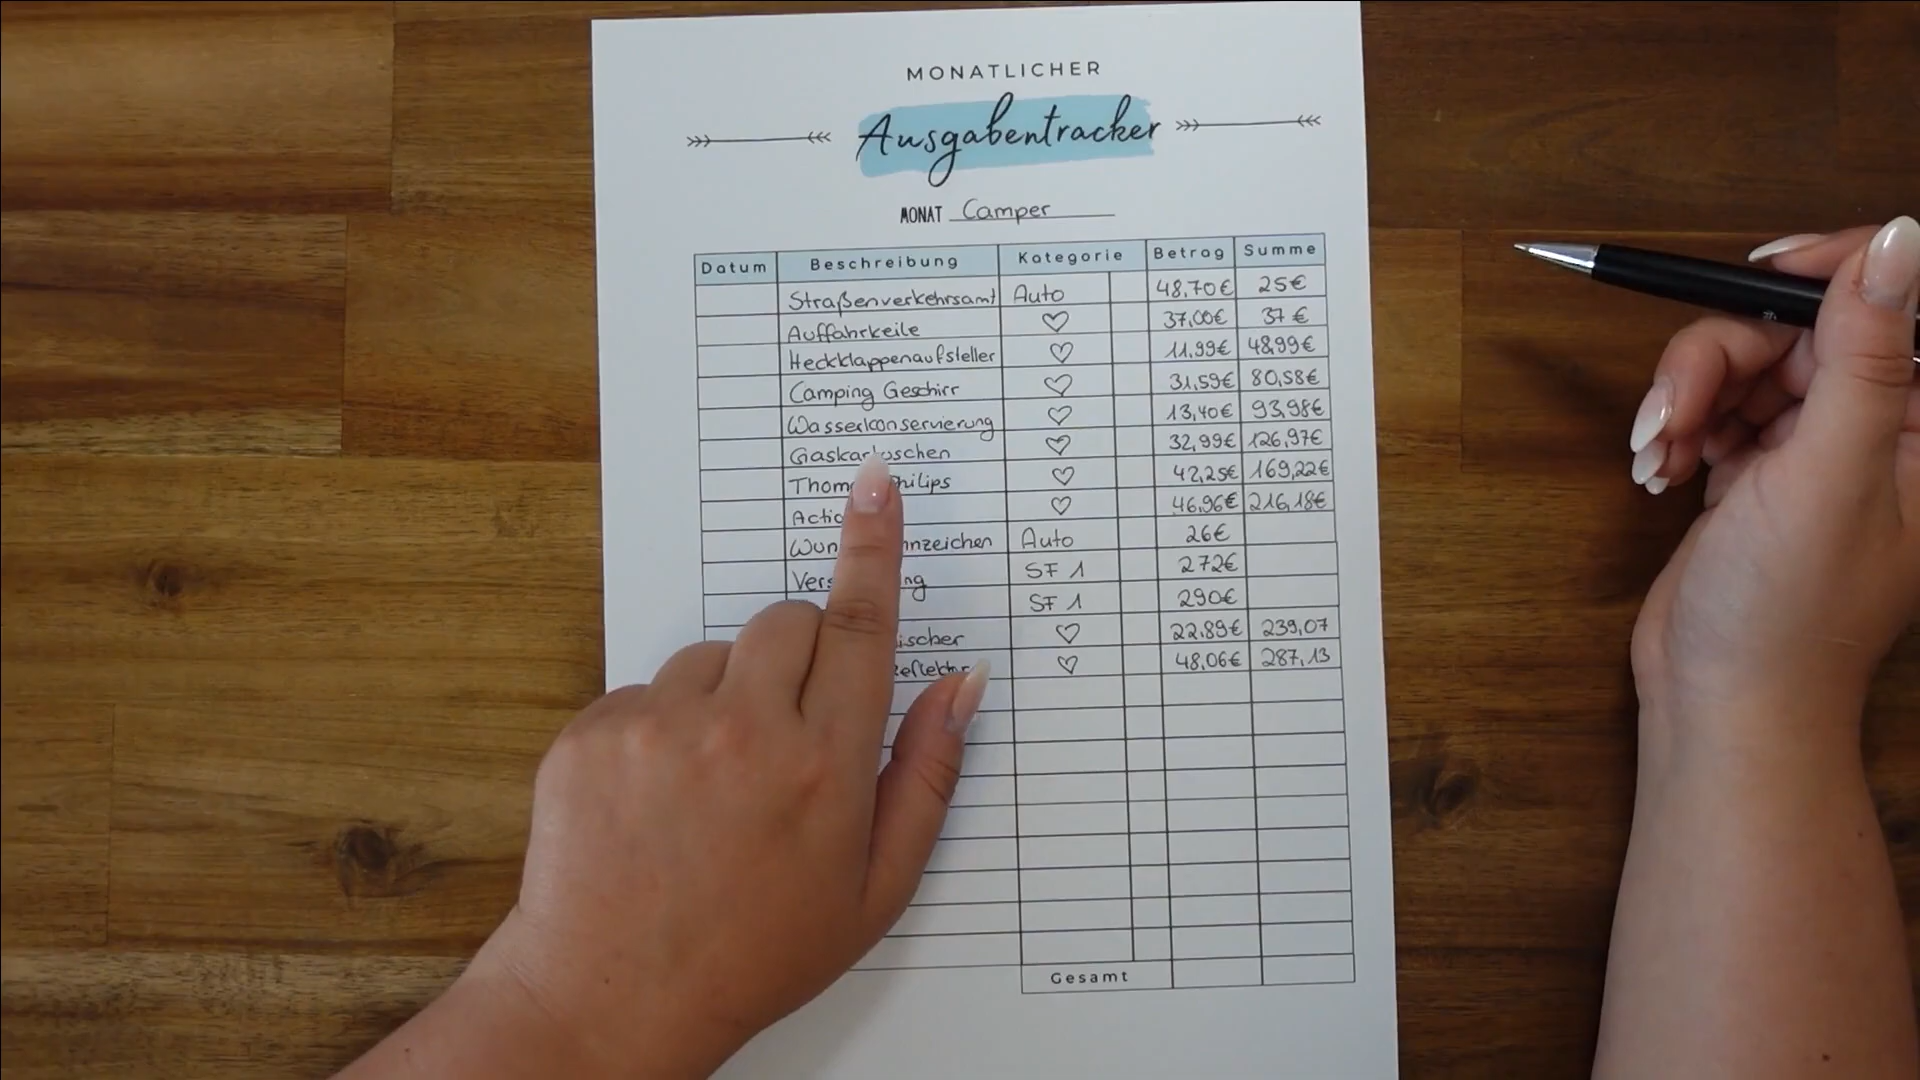 MONATLICHER
Ausgabentracker
MONAT Camper
Datum Beschreibung Kategorie Betrag Summe
Straßenverkehrsamt Auto 48,70€ 25€
Auffahrkeile ♡ 37,00€ 37€
Heckklappenaufsteller ♡ 11,99€ 48,99€
Camping Geschirr ♡ 31,59€ 80,58€
Wasserkonservierung ♡ 13,40€ 93,98€
♡ 32,99€ 126,97€
♡ 42,25€ 169,22€
♡ 46,96€ 216,18€
Auto 26€
SF 1 272€
SF 1 290€
♡ 22,89€ 239,07
♡ 48,06€ 287,13
Gesamt